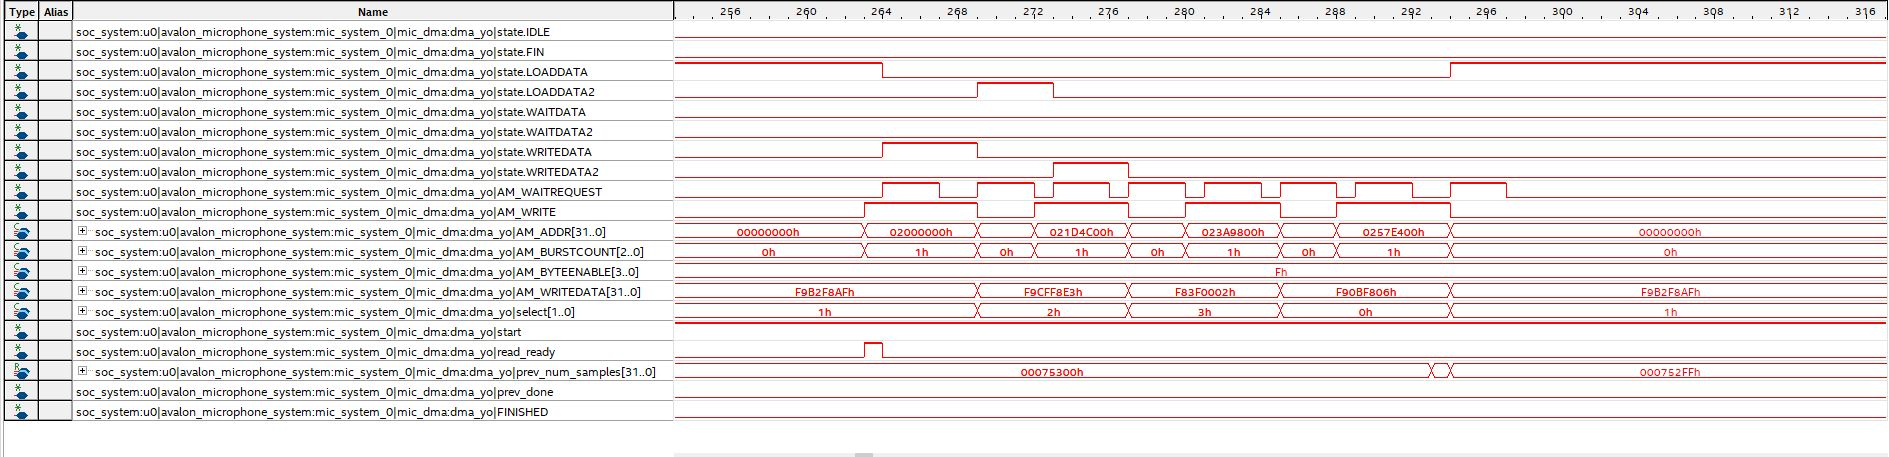 Type Alias Name 256 260 264 268 272 276 280 284 288 292 296 300 304 308 312 316
soc_system:u0|avalon_microphone_system:mic_system_0|mic_dma:dma_yo|state.IDLE
soc_system:u0|avalon_microphone_system:mic_system_0|mic_dma:dma_yo|state.FIN
soc_system:u0|avalon_microphone_system:mic_system_0|mic_dma:dma_yo|state.LOADDATA
soc_system:u0|avalon_microphone_system:mic_system_0|mic_dma:dma_yo|state.LOADDATA2
soc_system:u0|avalon_microphone_system:mic_system_0|mic_dma:dma_yo|state.WAITDATA
soc_system:u0|avalon_microphone_system:mic_system_0|mic_dma:dma_yo|state.WAITDATA2
soc_system:u0|avalon_microphone_system:mic_system_0|mic_dma:dma_yo|state.WRITEDATA
soc_system:u0|avalon_microphone_system:mic_system_0|mic_dma:dma_yo|state.WRITEDATA2
soc_system:u0|avalon_microphone_system:mic_system_0|mic_dma:dma_yo|AM_WAITREQUEST
soc_system:u0|avalon_microphone_system:mic_system_0|mic_dma:dma_yo|AM_WRITE
soc_system:u0|avalon_microphone_system:mic_system_0|mic_dma:dma_yo|AM_ADDR[31..0] 00000000h 02000000h 021D4C00h 023A9800h 0257E400h 00000000h
soc_system:u0|avalon_microphone_system:mic_system_0|mic_dma:dma_yo|AM_BURSTCOUNT[2..0] 0h 1h 0h 1h 0h 1h 0h 1h 0h
soc_system:u0|avalon_microphone_system:mic_system_0|mic_dma:dma_yo|AM_BYTEENABLE[3..0] Fh
soc_system:u0|avalon_microphone_system:mic_system_0|mic_dma:dma_yo|AM_WRITEDATA[31..0] F9B2F8AFh F9CFF8E3h F83F0002h F90BF806h F9B2F8AFh
soc_system:u0|avalon_microphone_system:mic_system_0|mic_dma:dma_yo|select[1..0] 1h 2h 3h 0h 1h
soc_system:u0|avalon_microphone_system:mic_system_0|mic_dma:dma_yo|start
soc_system:u0|avalon_microphone_system:mic_system_0|mic_dma:dma_yo|read_ready
soc_system:u0|avalon_microphone_system:mic_system_0|mic_dma:dma_yo|prev_num_samples[31..0] 00075300h 000752FFh
soc_system:u0|avalon_microphone_system:mic_system_0|mic_dma:dma_yo|prev_done
soc_system:u0|avalon_microphone_system:mic_system_0|mic_dma:dma_yo|FINISHED